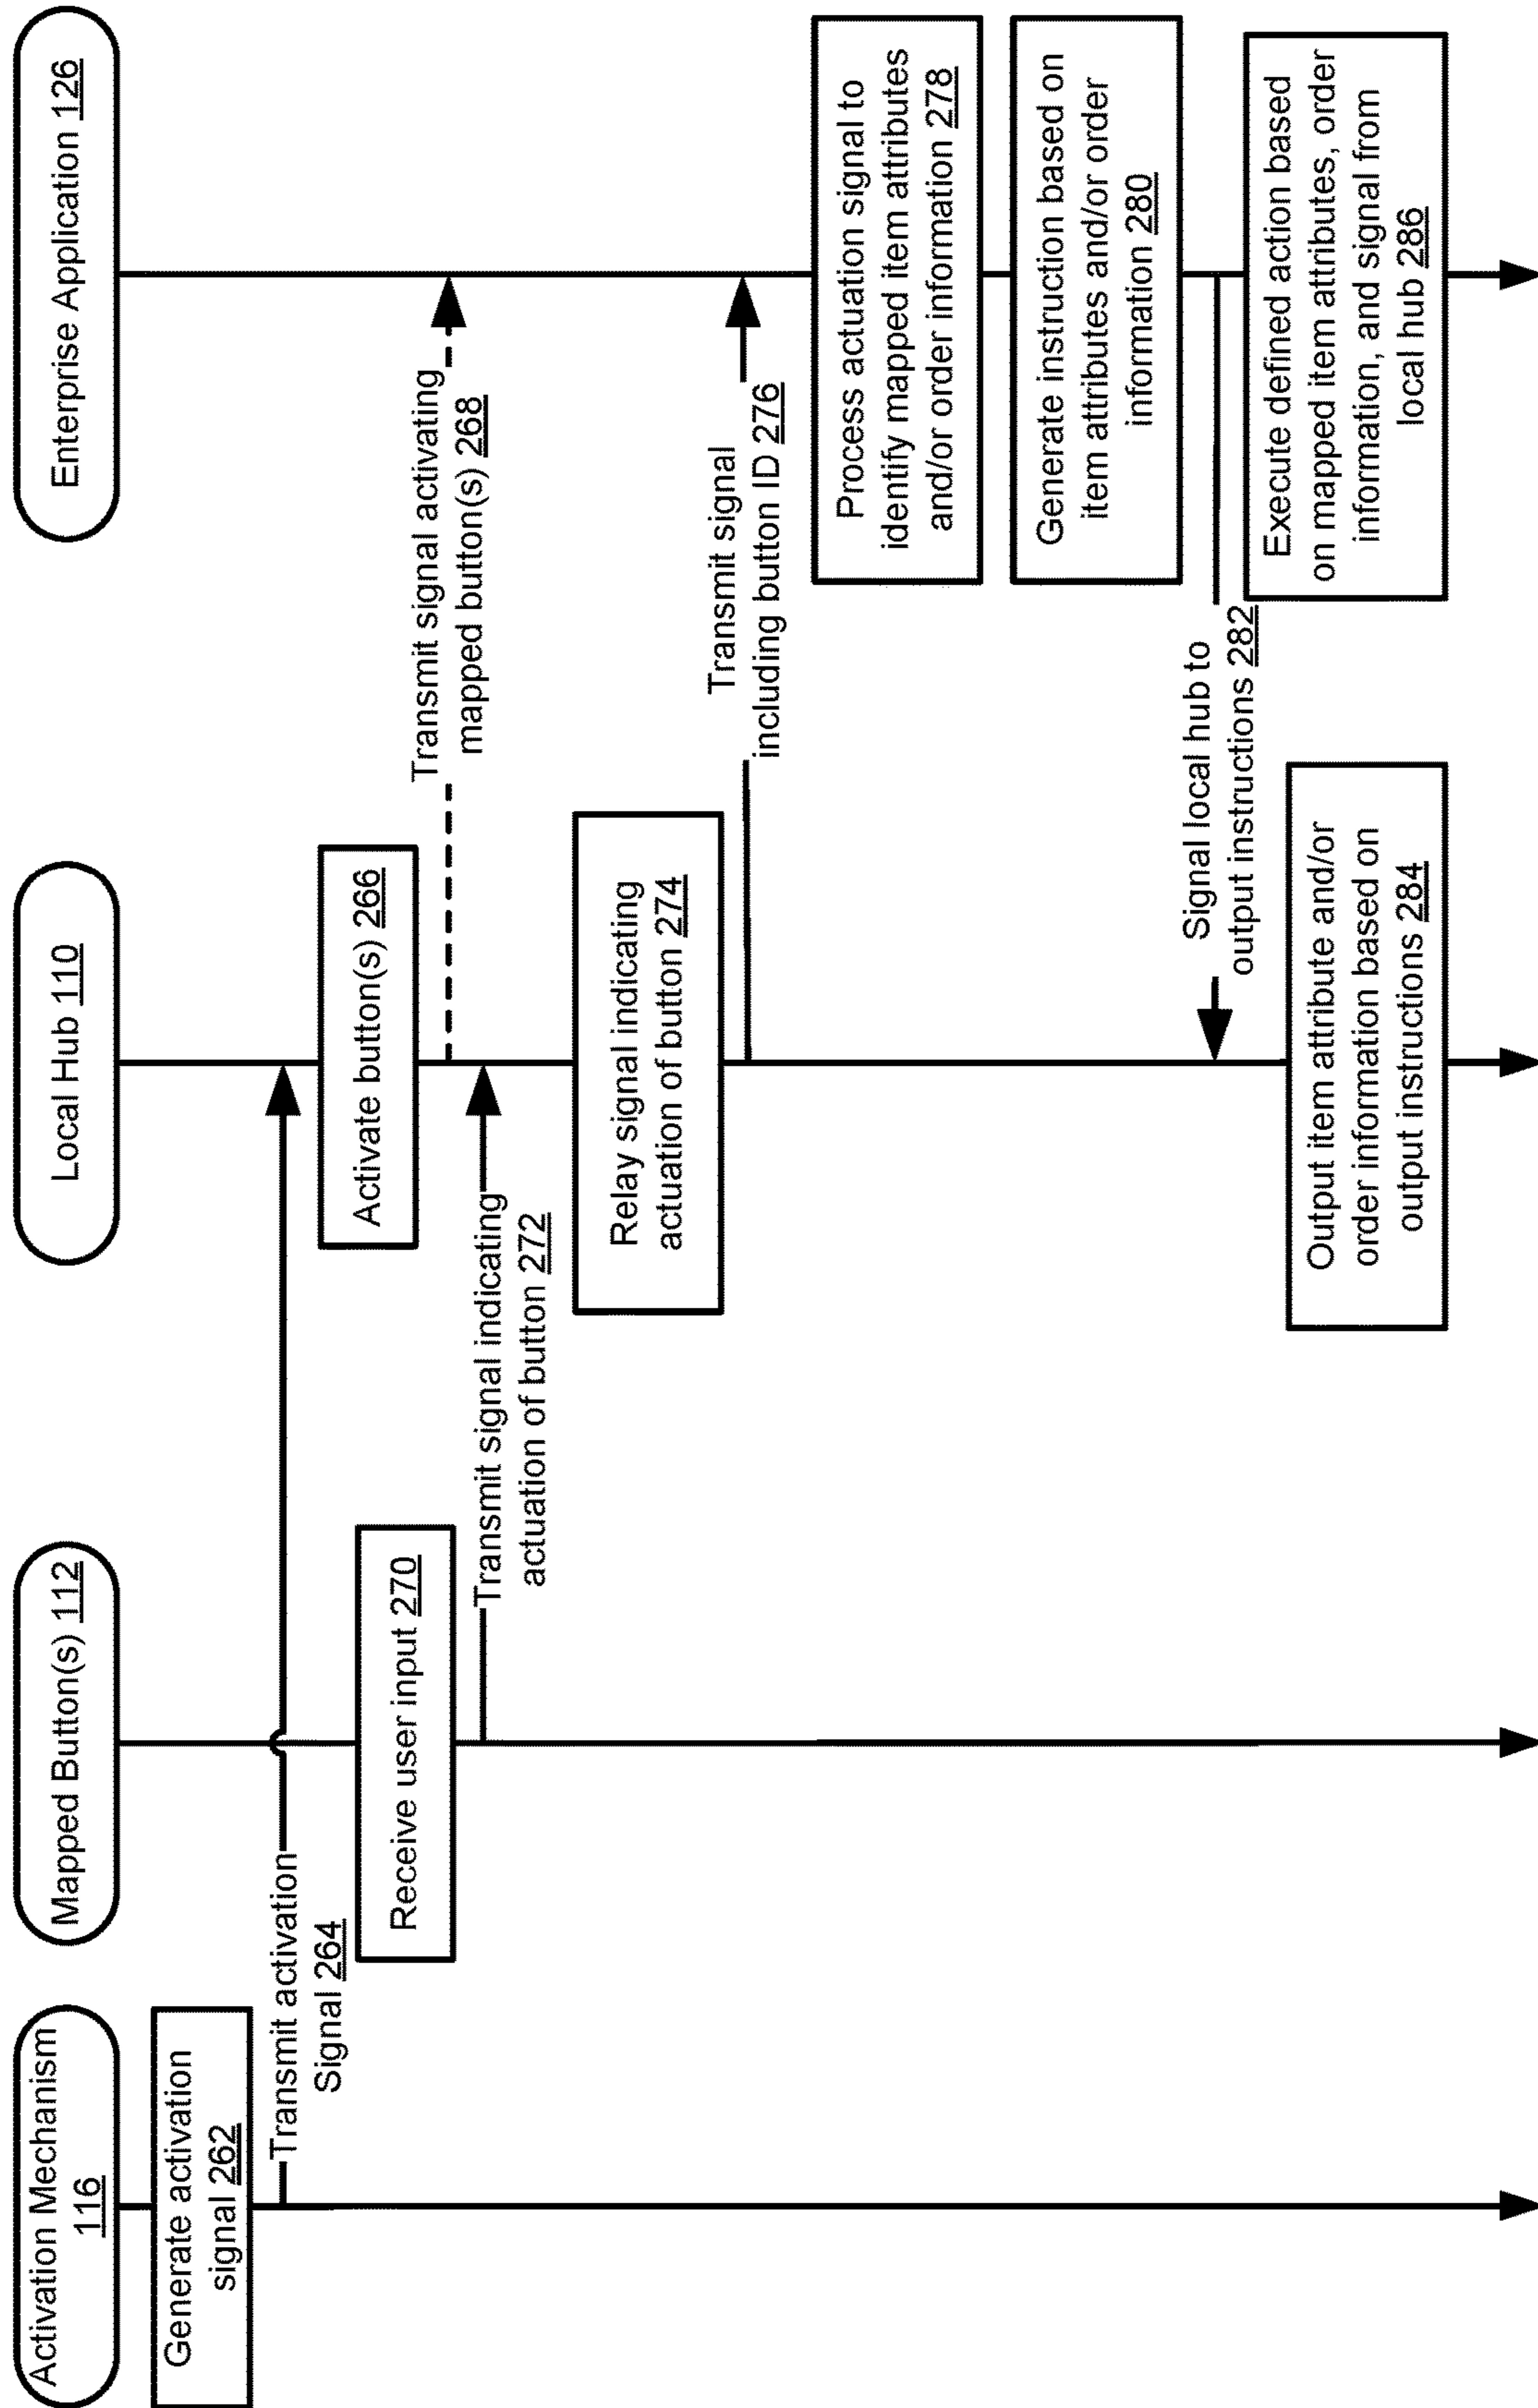 Activation Mechanism
116
Mapped Button(s) 112
Local Hub 110
Enterprise Application 126
Generate activation
signal 262
Transmit activation
Signal 264
Activate button(s) 266
Transmit signal activating
mapped button(s) 268
Receive user input 270
Transmit signal indicating
actuation of button 272
Relay signal indicating
actuation of button 274
Transmit signal
including button ID 276
Process actuation signal to
identify mapped item attributes
and/or order information 278
Generate instruction based on
item attributes and/or order
information 280
Signal local hub to
output instructions 282
Output item attribute and/or
order information based on
output instructions 284
Execute defined action based
on mapped item attributes, order
information, and signal from
local hub 286